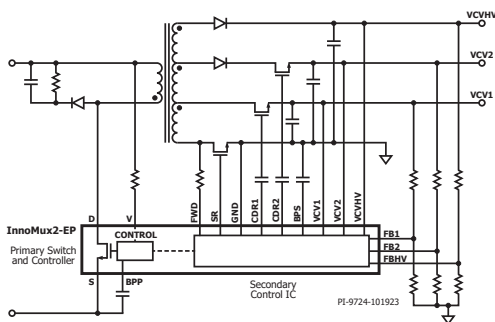 VCVHV
VCV2
VCV1
D
V
FWD
SR
GND
CDR1
CDR2
BPS
VCV1
VCV2
VCVHV
InnoMux2-EP
Primary Switch
and Controller
CONTROL
FB1
FB2
FBHV
S
BPP
Secondary
Control IC
PI-9724-101923